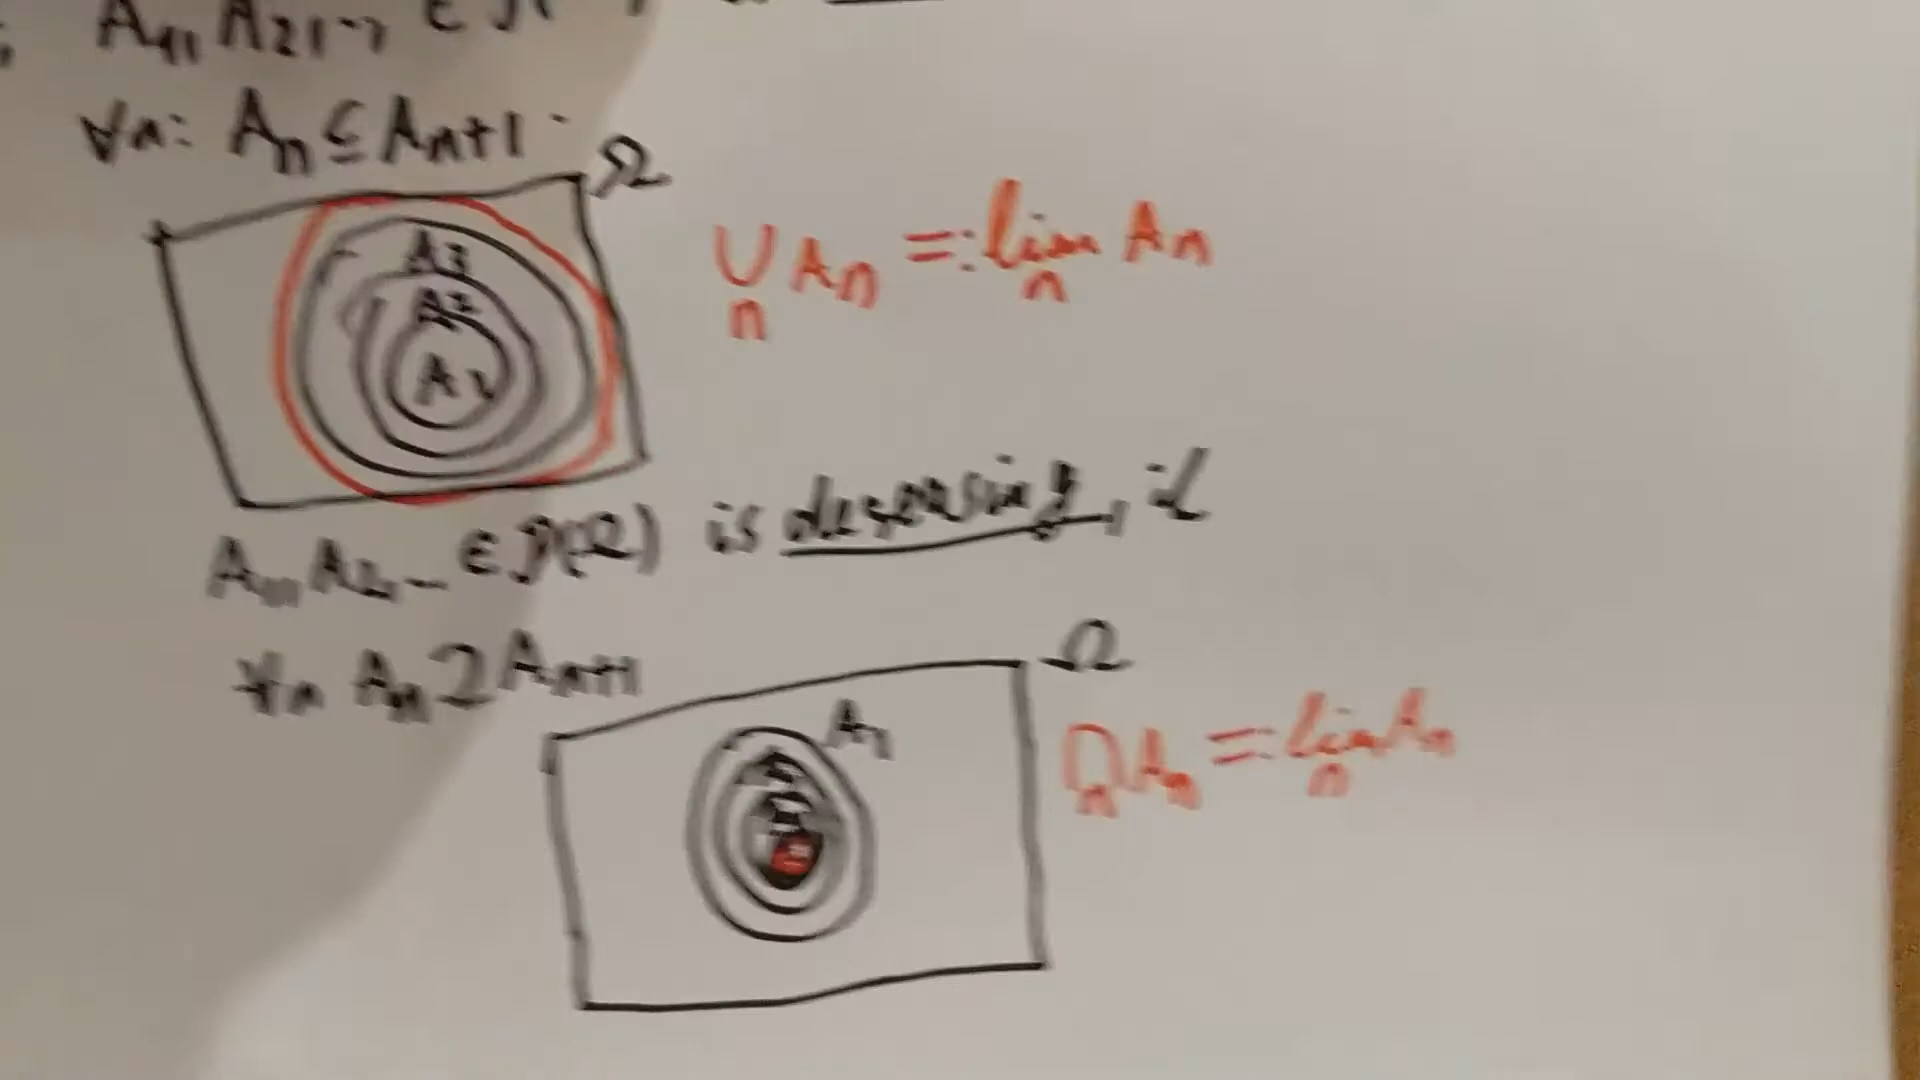 A₁, A₂, ... ∈
∀n: Aₙ ⊆ Aₙ₊₁.
Ω
A₃
A₂
A₁
⋃ₙ Aₙ =: limₙ Aₙ
A₁, A₂, ... ∈ P(Ω) is decreasing, if
∀n Aₙ ⊇ Aₙ₊₁
Ω
A₁
⋂ₙ Aₙ =: limₙ Aₙ